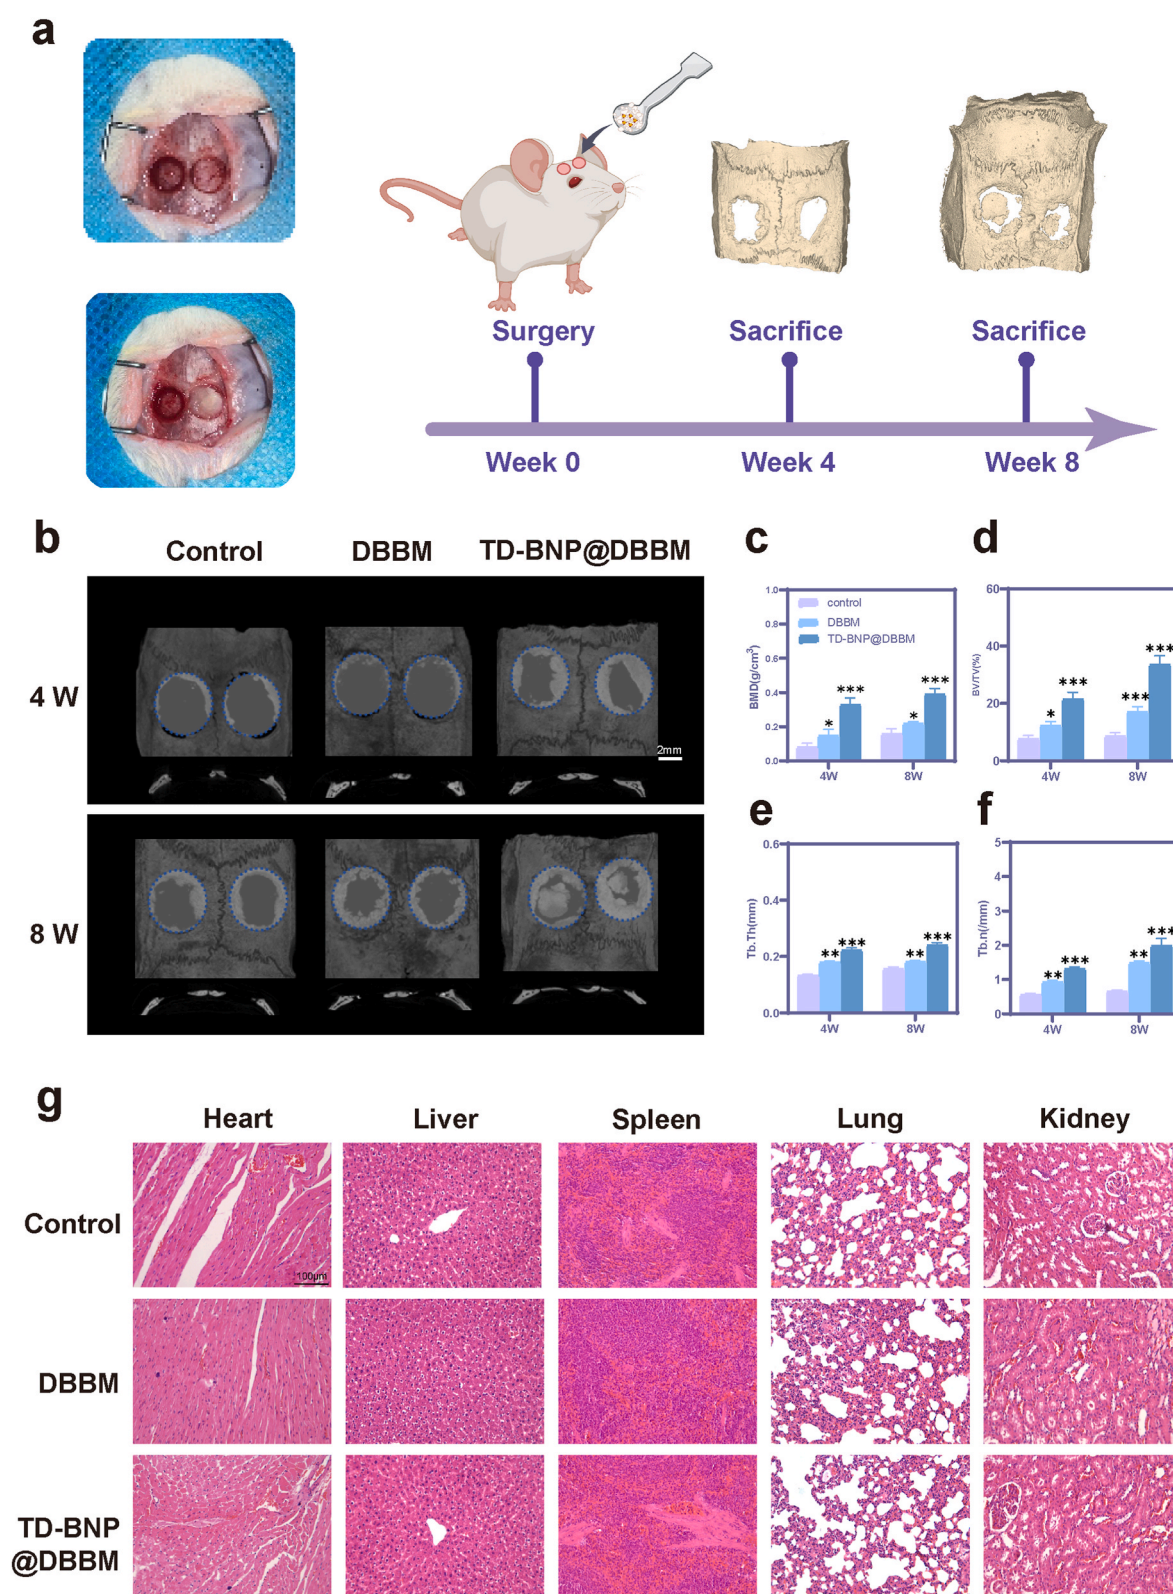 a
Surgery
Sacrifice
Sacrifice
Week 0
Week 4
Week 8
b
Control
DBBM
TD-BNP@DBBM
4 W
2mm
8 W
c
BMD(g/cm³)
1.0
0.8
0.6
0.4
0.2
0.0
control
DBBM
TD-BNP@DBBM
*
***
*
***
4W
8W
d
BV/TV(%)
60
40
20
0
*
***
***
***
4W
8W
e
Tb.Th(mm)
0.6
0.4
0.2
0.0
**
***
**
***
4W
8W
f
Tb.n(/mm)
5
4
3
2
1
0
**
***
**
***
4W
8W
g
Heart
Liver
Spleen
Lung
Kidney
Control
100μm
DBBM
TD-BNP
@DBBM